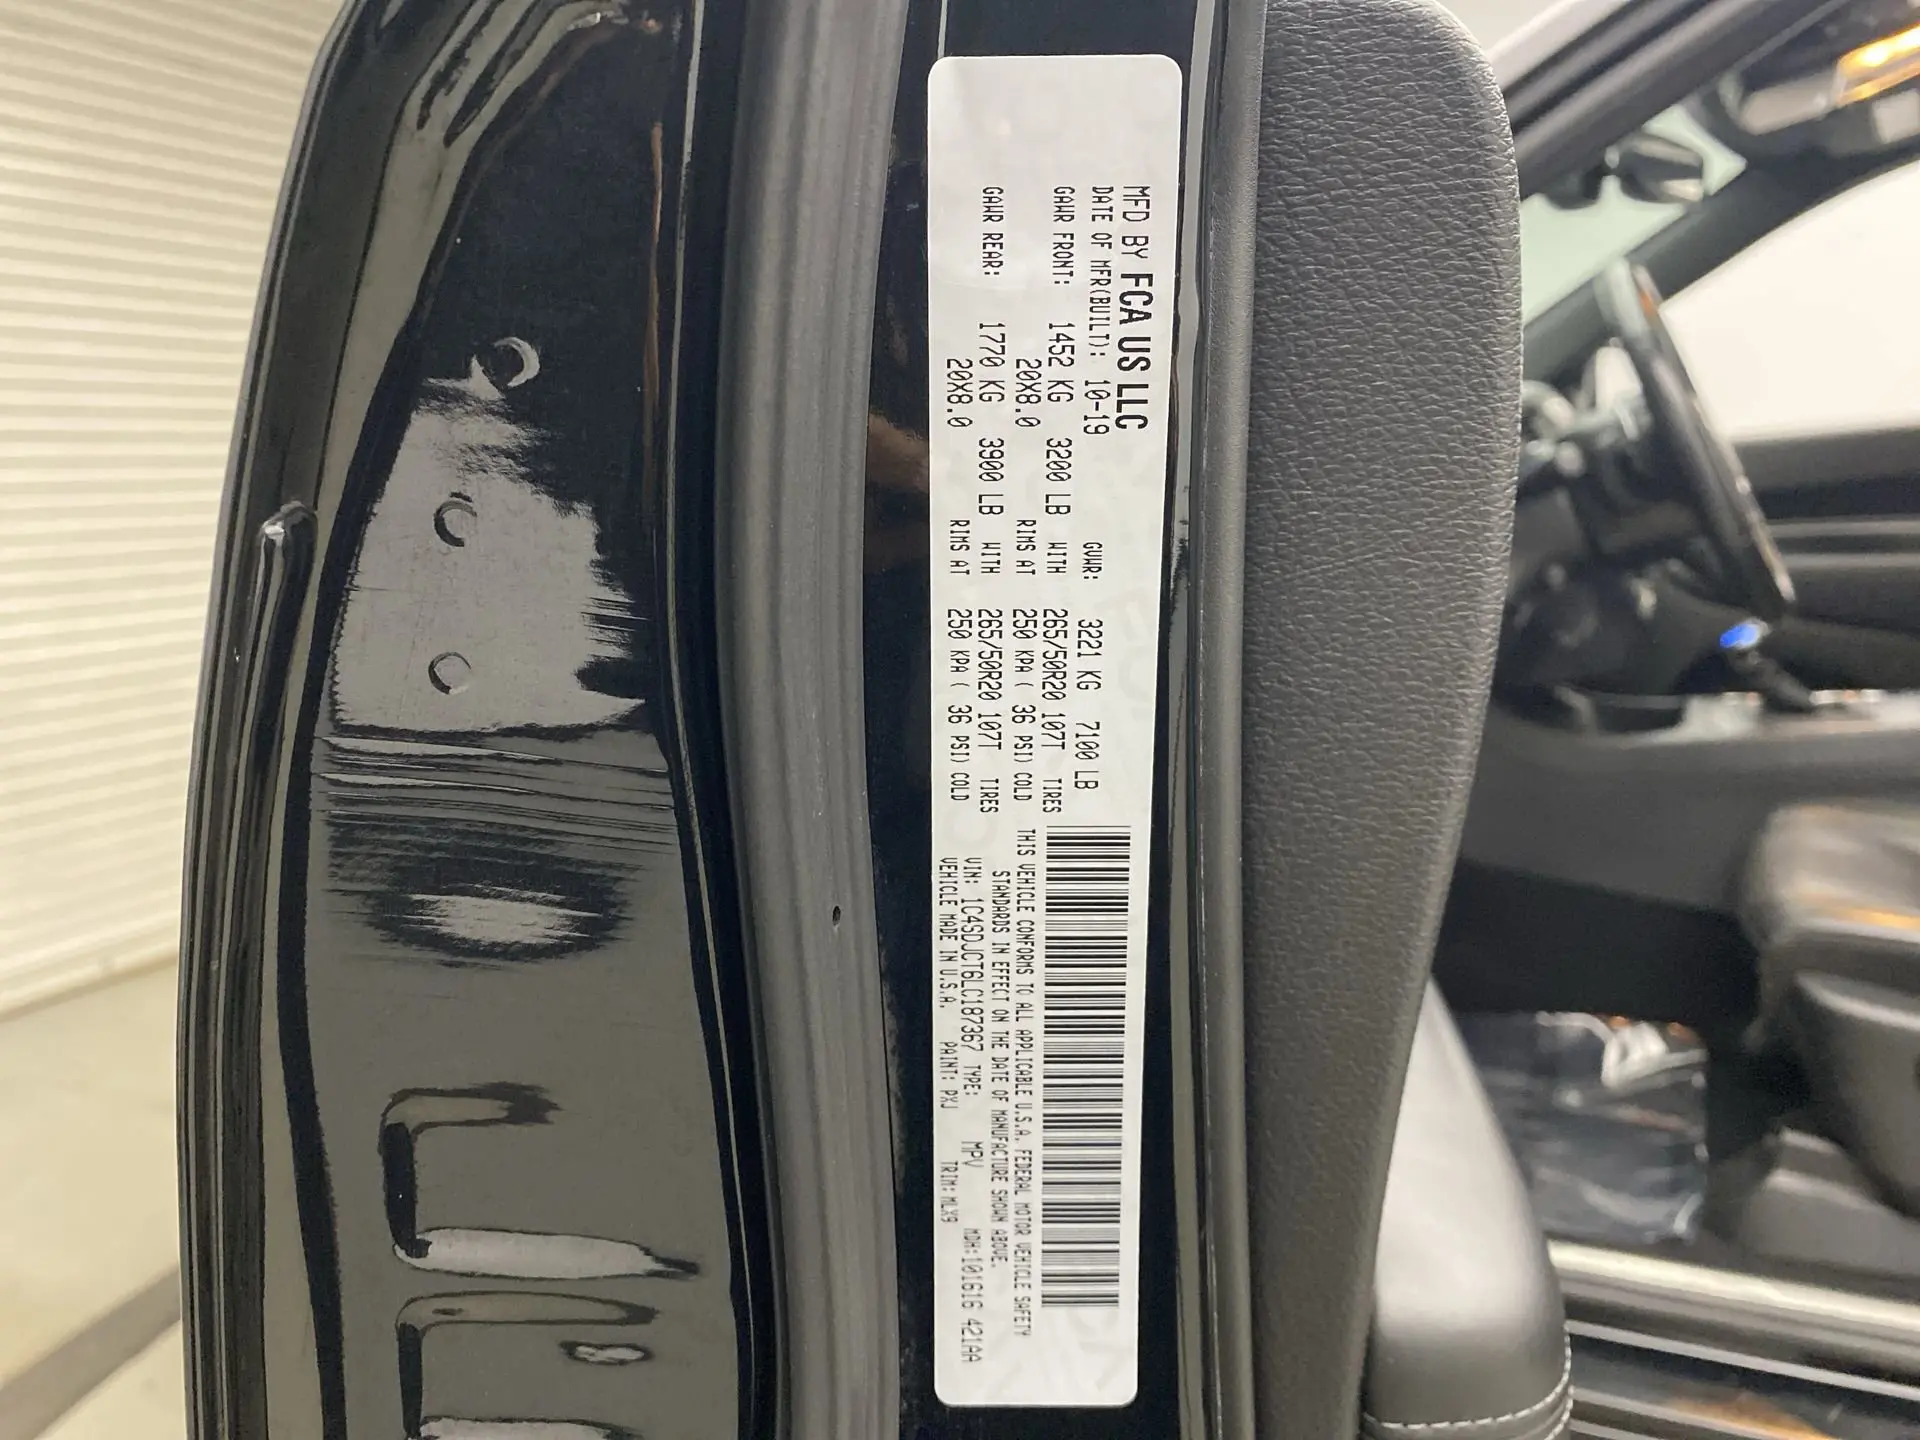 MFD BY FCA US LLC
DATE OF MFR(BUILT): 10-19 GVWR: 3221 KG 7100 LB
GAWR FRONT: 1452 KG 3200 LB WITH 265/50R20 107T TIRES
20X8.0 RIMS AT 250 KPA ( 36 PSI) COLD
GAWR REAR: 1770 KG 3900 LB WITH 265/50R20 107T TIRES
20X8.0 RIMS AT 250 KPA ( 36 PSI) COLD
THIS VEHICLE CONFORMS TO ALL APPLICABLE U.S.A. FEDERAL MOTOR VEHICLE SAFETY
STANDARDS IN EFFECT ON THE DATE OF MANUFACTURE SHOWN ABOVE.
VIN: 1C4SDJCT6LC187367 TYPE: MPV MDH:101616 421AA
VEHICLE MADE IN U.S.A. PAINT: PXJ TRIM: MLX9